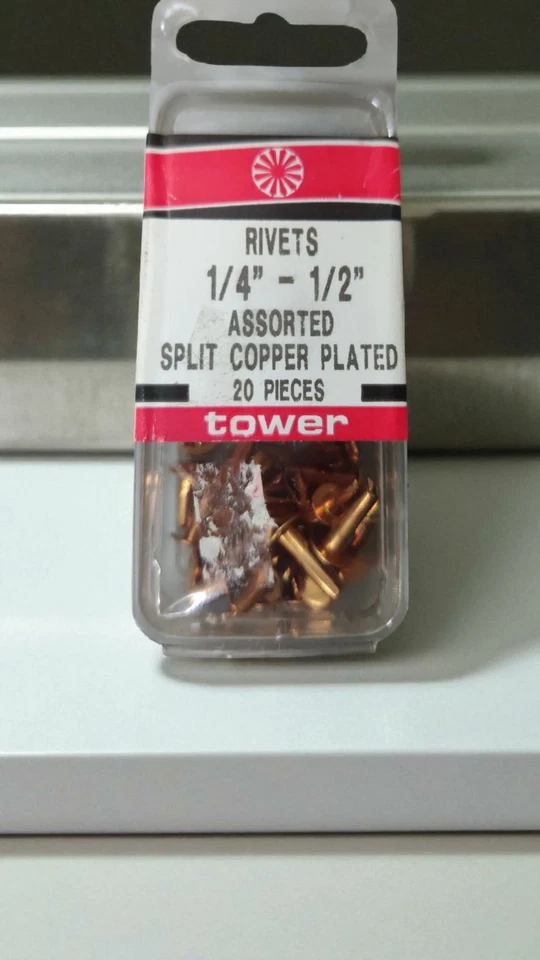 RIVETS
1/4” - 1/2”
ASSORTED
SPLIT COPPER PLATED
20 PIECES
tower